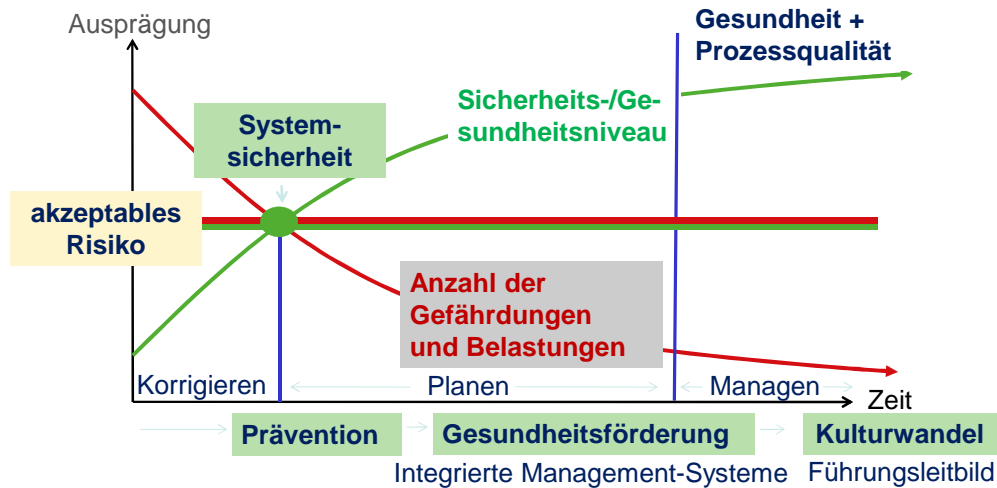 Ausprägung
Gesundheit +
Prozessqualität
Sicherheits-/Ge-
sundheitsniveau
System-
sicherheit
akzeptables
Risiko
Anzahl der
Gefährdungen
und Belastungen
Korrigieren
Planen
Managen
Zeit
Prävention
Gesundheitsförderung
Kulturwandel
Integrierte Management-Systeme
Führungsleitbild